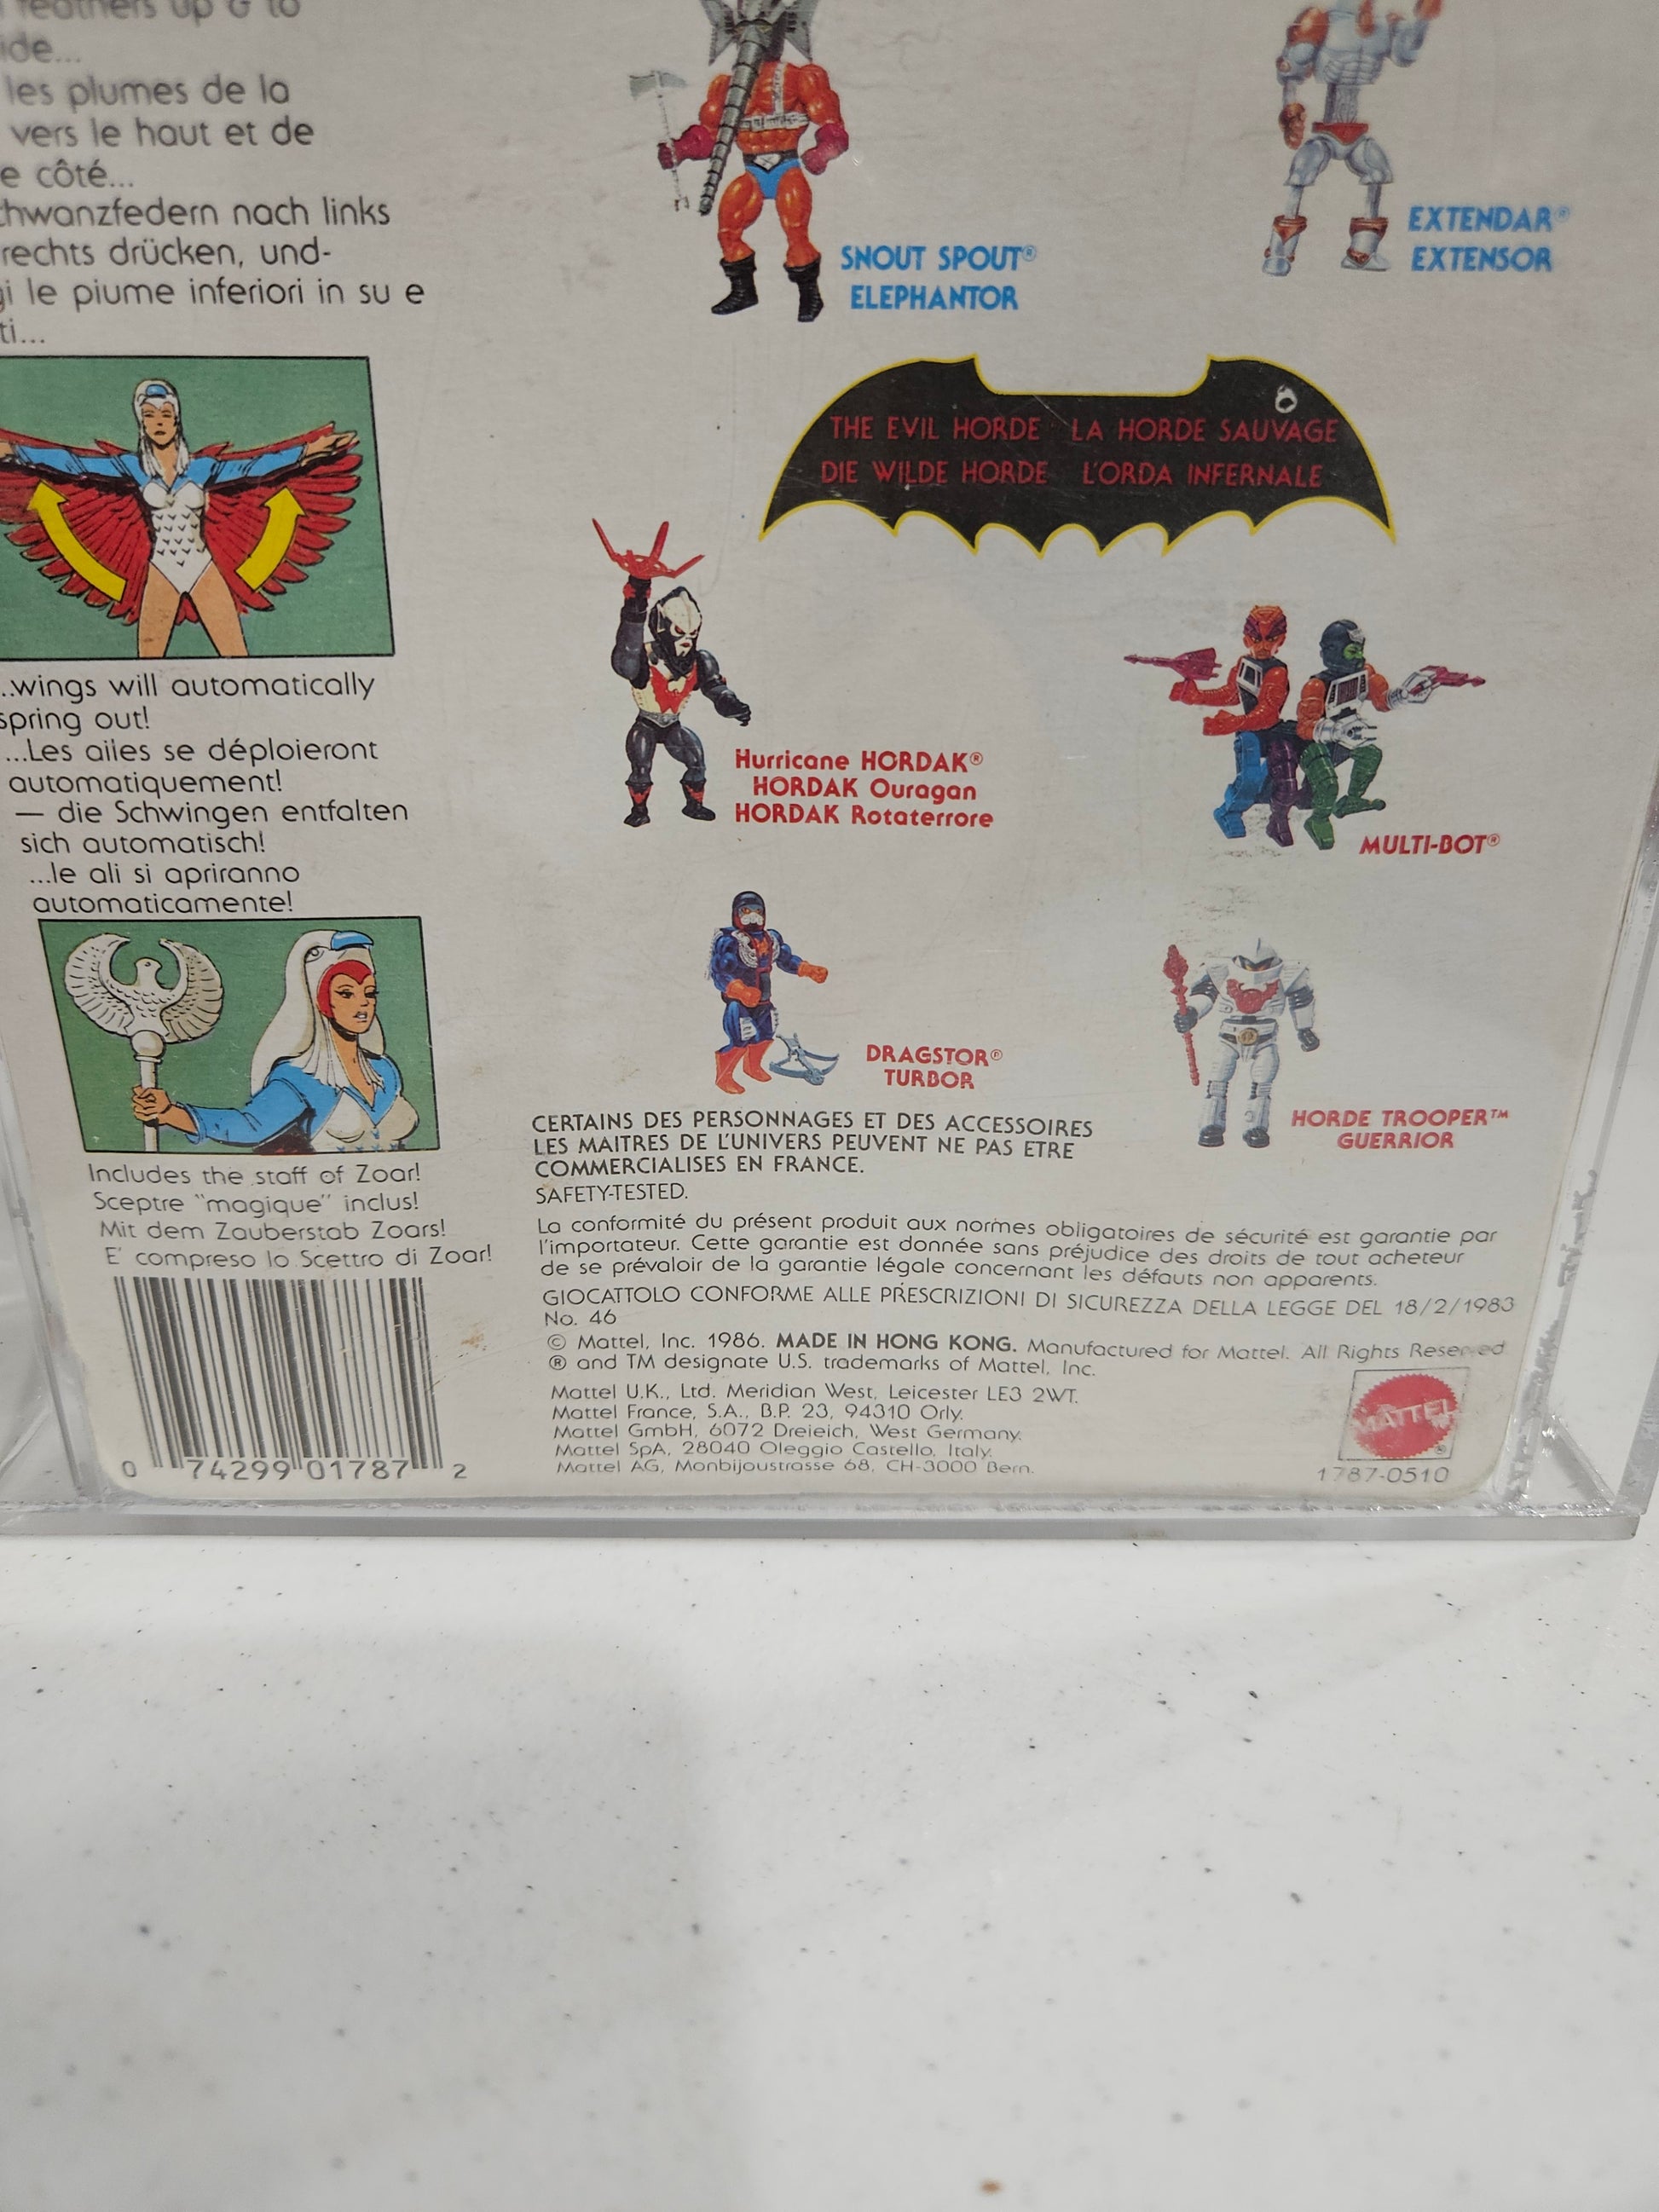 feathers up & to
ide...
les plumes de la
vers le haut et de
e côté...
chwanzfedern nach links
rechts drücken, und-
gi le piume inferiori in su e
ti...
...wings will automatically
spring out!
...Les ailes se déploieront
automatiquement!
— die Schwingen entfalten
sich automatisch!
...le ali si apriranno
automaticamente!
Includes the staff of Zoar!
Sceptre "magique" inclus!
Mit dem Zauberstab Zoars!
E' compreso lo Scettro di Zoar!
0 74299 01787 2
SNOUT SPOUT®
ELEPHANTOR
EXTENDAR®
EXTENSOR
THE EVIL HORDE LA HORDE SAUVAGE
DIE WILDE HORDE L'ORDA INFERNALE
Hurricane HORDAK®
HORDAK Ouragan
HORDAK Rotaterrore
MULTI-BOT®
DRAGSTOR®
TURBOR
HORDE TROOPER™
GUERRIOR
CERTAINS DES PERSONNAGES ET DES ACCESSOIRES
LES MAITRES DE L'UNIVERS PEUVENT NE PAS ETRE
COMMERCIALISES EN FRANCE.
SAFETY-TESTED.
La conformité du présent produit aux normes obligatoires de sécurité est garantie par
l'importateur. Cette garantie est donnée sans préjudice des droits de tout acheteur
de se prévaloir de la garantie légale concernant les défauts non apparents.
GIOCATTOLO CONFORME ALLE PRESCRIZIONI DI SICUREZZA DELLA LEGGE DEL 18/2/1983
No. 46
© Mattel, Inc. 1986. MADE IN HONG KONG. Manufactured for Mattel. All Rights Reserved
® and TM designate U.S. trademarks of Mattel, Inc.
Mattel U.K., Ltd. Meridian West, Leicester LE3 2WT.
Mattel France, S.A., B.P. 23, 94310 Orly.
Mattel GmbH, 6072 Dreieich, West Germany.
Mattel SpA, 28040 Oleggio Castello, Italy.
Mattel AG, Monbijoustrasse 68, CH-3000 Bern.
MATTEL®
1787-0510